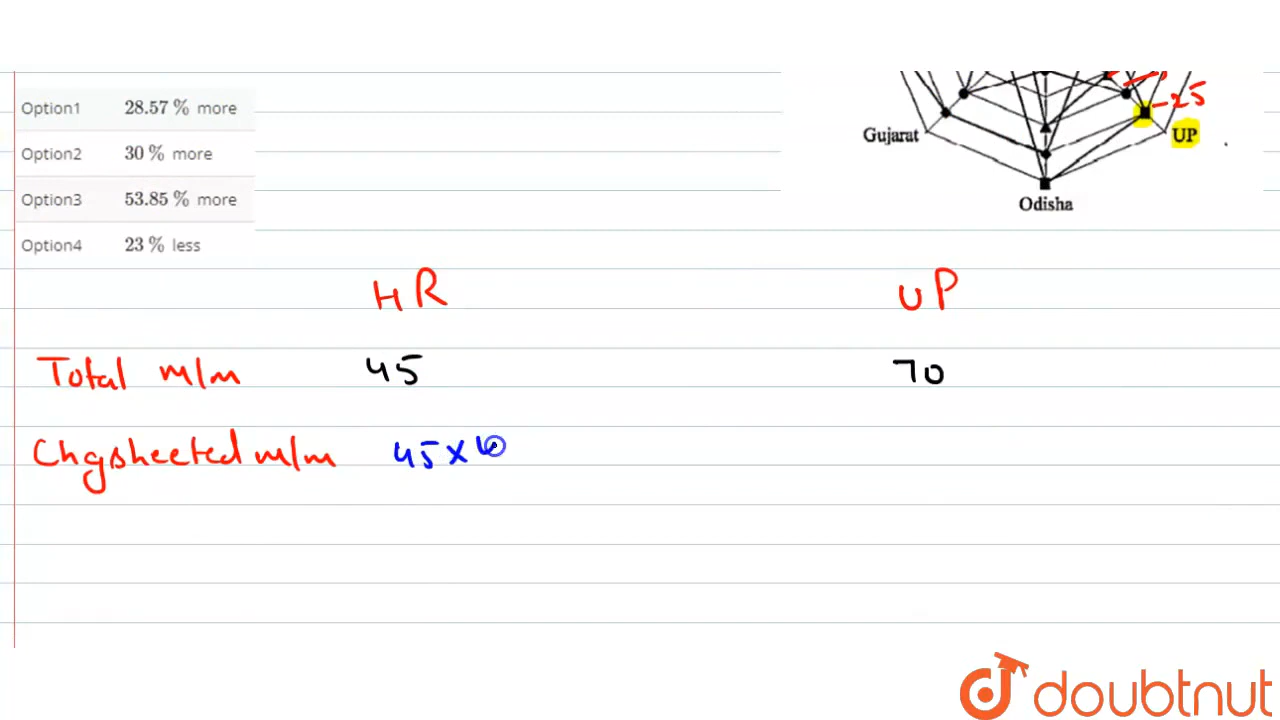 Option1 28.57 % more
Option2 30 % more
Option3 53.85 % more
Option4 23 % less
-25
Gujarat
UP
Odisha
HR UP
Total m/m 45 70
Chgsheeted m/m 45 x
doubtnut